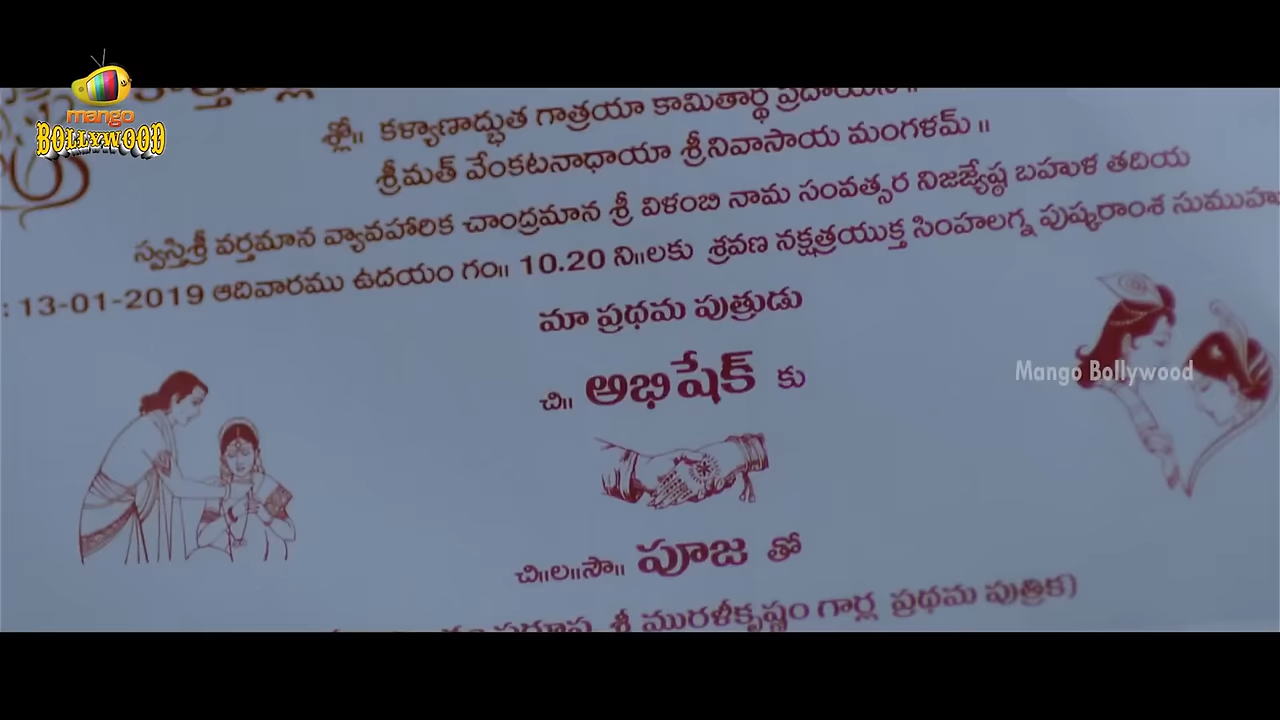 mango
BOLLYWOOD
శ్లో॥ కళ్యాణాద్భుత గాత్రయా కామితార్థ
శ్రీమత్ వేంకటనాధాయా శ్రీనివాసాయ మంగళమ్ ॥
స్వస్తిశ్రీ వర్తమాన వ్యావహారిక చాంద్రమాన శ్రీ విళంబి నామ సంవత్సర నిజజ్యేష్ఠ బహుళ తదియ
: 13-01-2019 ఆదివారము ఉదయం గం॥ 10.20 ని॥లకు శ్రవణ నక్షత్రయుక్త సింహలగ్న పుష్కరాంశ
మా ప్రథమ పుత్రుడు
చి॥ అభిషేక్ కు
Mango Bollywood
చి॥ల॥సౌ॥ పూజ తో
శ్రీ మురళీకృష్ణం గార్ల ప్రథమ పుత్రిక)